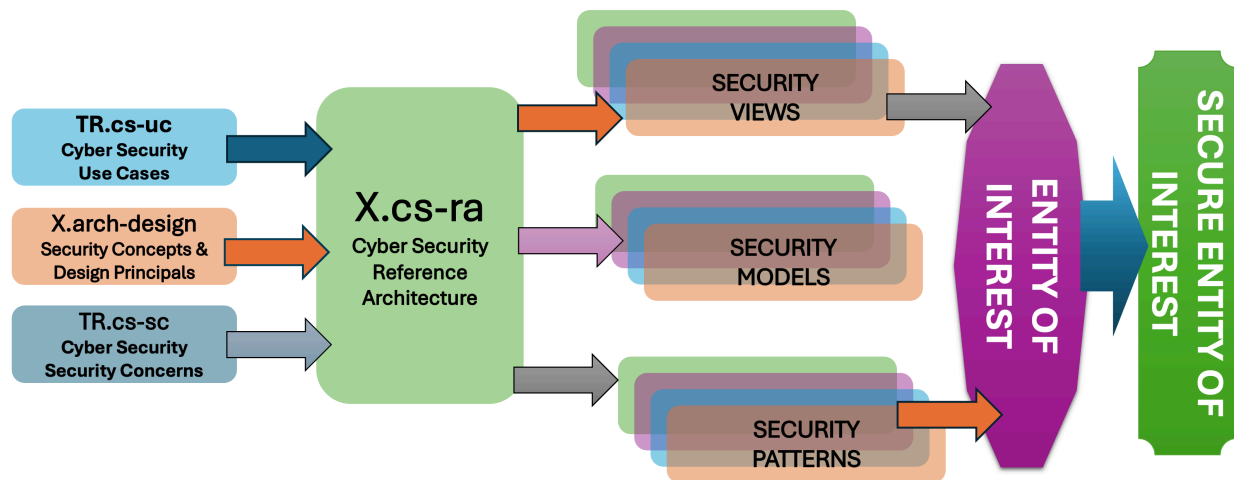 TR.cs-uc
Cyber Security
Use Cases
X.arch-design
Security Concepts &
Design Principals
TR.cs-sc
Cyber Security
Security Concerns
X.cs-ra
Cyber Security
Reference
Architecture
SECURITY
VIEWS
SECURITY
MODELS
SECURITY
PATTERNS
ENTITY OF
INTEREST
SECURE ENTITY OF
INTEREST